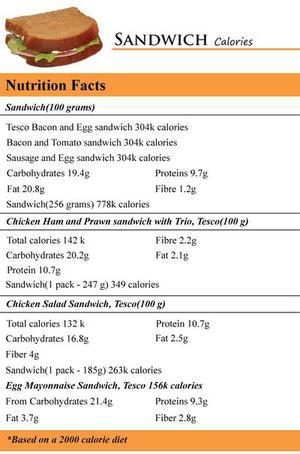 SANDWICH Calories
Nutrition Facts
Sandwich(100 grams)
Tesco Bacon and Egg sandwich 304k calories
Bacon and Tomato sandwich 304k calories
Sausage and Egg sandwich 304k calories
Carbohydrates 19.4g Proteins 9.7g
Fat 20.8g Fibre 1.2g
Sandwich(256 grams) 778k calories
Chicken Ham and Prawn sandwich with Trio, Tesco(100 g)
Total calories 142 k Fibre 2.2g
Carbohydrates 20.2g Fat 2.1g
Protein 10.7g
Sandwich(1 pack - 247 g) 349 calories
Chicken Salad Sandwich, Tesco(100 g)
Total calories 132 k Protein 10.7g
Carbohydrates 16.8g Fat 2.5g
Fiber 4g
Sandwich(1 pack - 185g) 263k calories
Egg Mayonnaise Sandwich, Tesco 156k calories
From Carbohydrates 21.4g Proteins 9.3g
Fat 3.7g Fiber 2.8g
*Based on a 2000 calorie diet